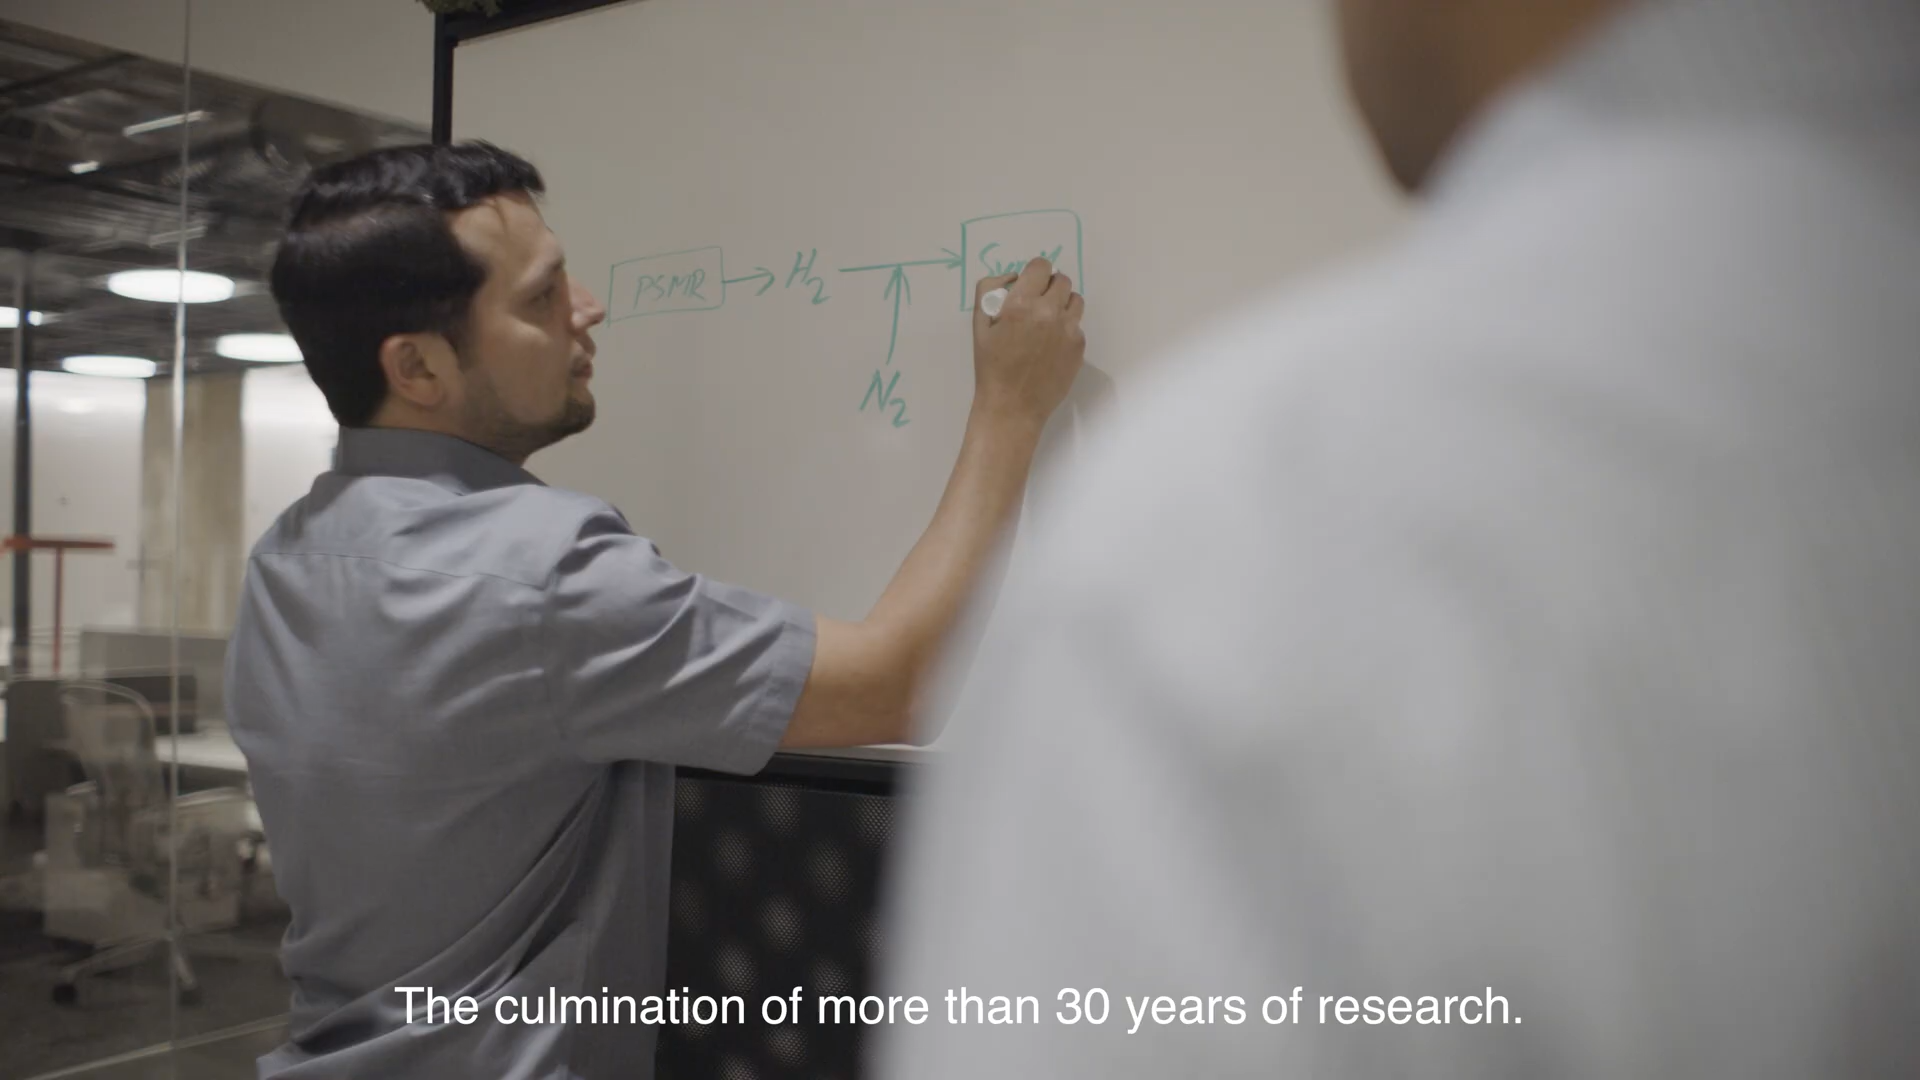 PSMR
H2
N2
The culmination of more than 30 years of research.